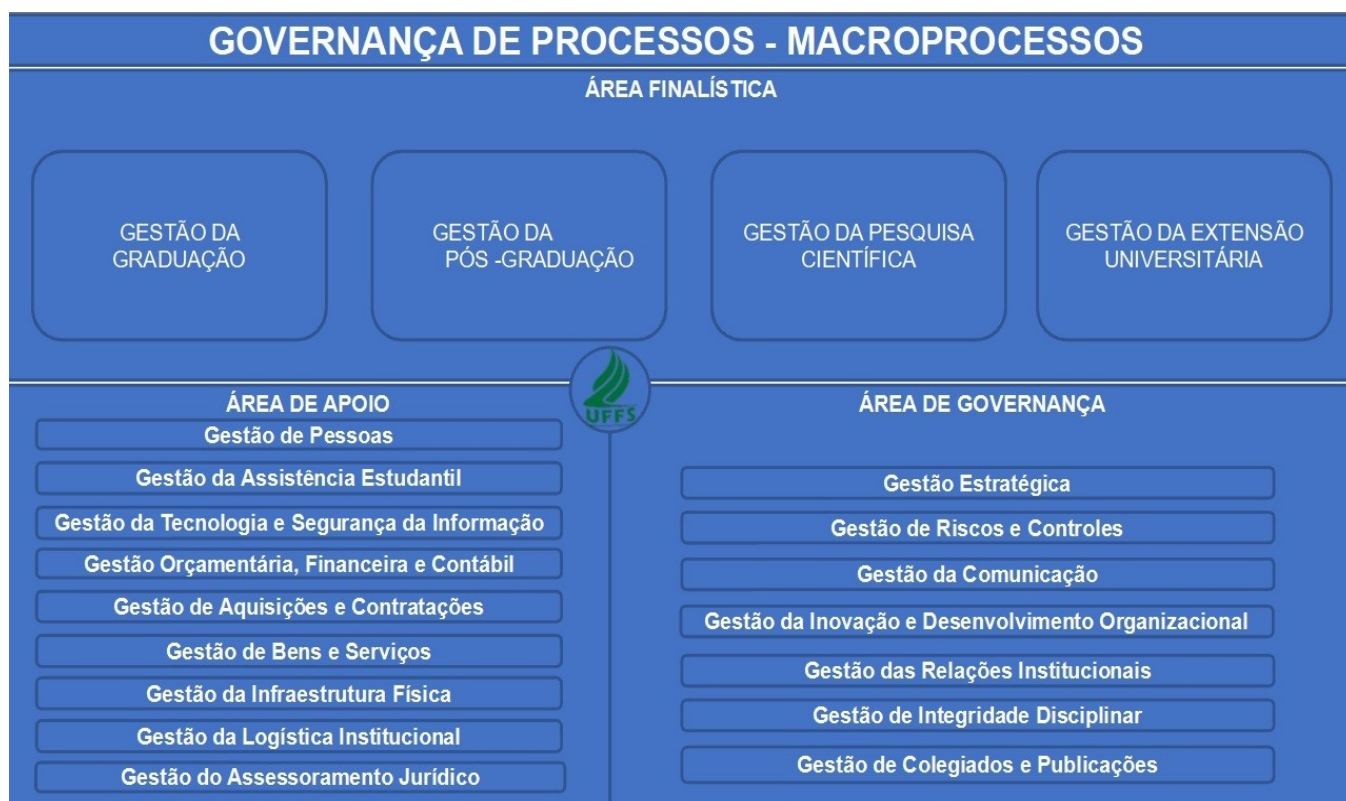 GOVERNANÇA DE PROCESSOS - MACROPROCESSOS
ÁREA FINALÍSTICA
GESTÃO DA
GRADUAÇÃO
GESTÃO DA
PÓS -GRADUAÇÃO
GESTÃO DA PESQUISA
CIENTÍFICA
GESTÃO DA EXTENSÃO
UNIVERSITÁRIA
UFFS
ÁREA DE APOIO
Gestão de Pessoas
Gestão da Assistência Estudantil
Gestão da Tecnologia e Segurança da Informação
Gestão Orçamentária, Financeira e Contábil
Gestão de Aquisições e Contratações
Gestão de Bens e Serviços
Gestão da Infraestrutura Física
Gestão da Logística Institucional
Gestão do Assessoramento Jurídico
ÁREA DE GOVERNANÇA
Gestão Estratégica
Gestão de Riscos e Controles
Gestão da Comunicação
Gestão da Inovação e Desenvolvimento Organizacional
Gestão das Relações Institucionais
Gestão de Integridade Disciplinar
Gestão de Colegiados e Publicações